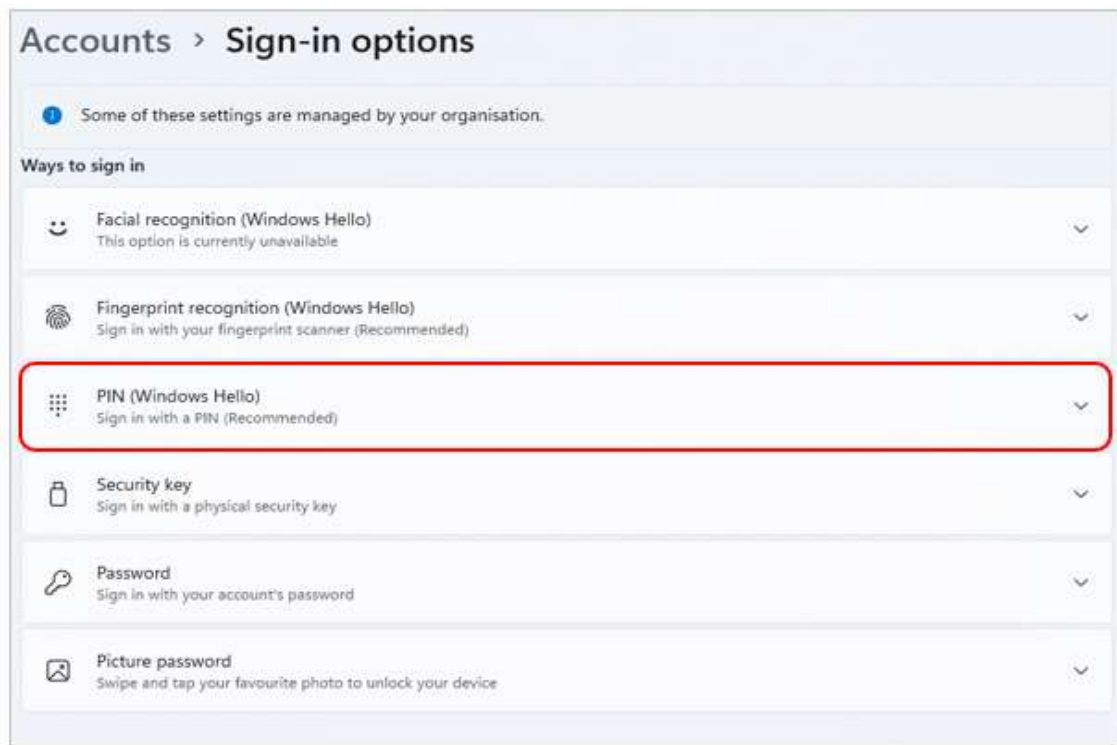 Accounts > Sign-in options
Some of these settings are managed by your organisation.
Ways to sign in
Facial recognition (Windows Hello)
This option is currently unavailable
Fingerprint recognition (Windows Hello)
Sign in with your fingerprint scanner (Recommended)
PIN (Windows Hello)
Sign in with a PIN (Recommended)
Security key
Sign in with a physical security key
Password
Sign in with your account's password
Picture password
Swipe and tap your favourite photo to unlock your device